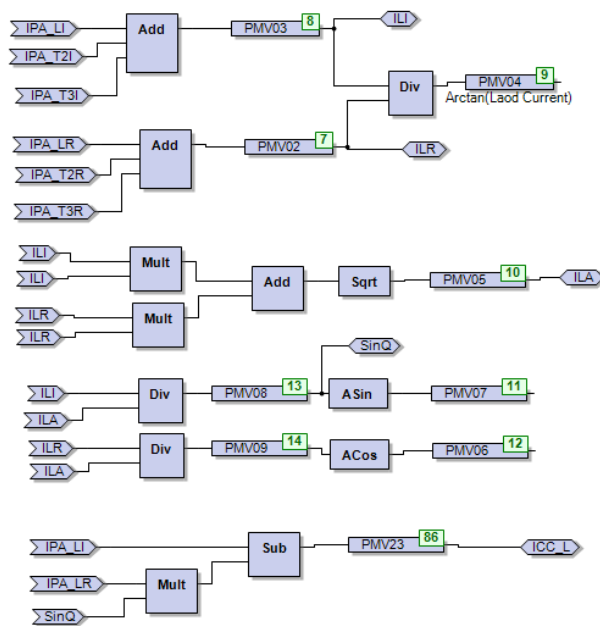 IPA_LI
Add
PMV03
8
ILI
IPA_T2I
IPA_T3I
Div
PMV04
9
Arctan(Laod Current)
IPA_LR
Add
PMV02
7
ILR
IPA_T2R
IPA_T3R
ILI
Mult
ILI
Add
Sqrt
PMV05
10
ILA
ILR
Mult
ILR
SinQ
ILI
Div
PMV08
13
ASin
PMV07
11
ILA
ILR
Div
PMV09
14
ACos
PMV06
12
ILA
IPA_LI
Sub
PMV23
86
ICC_L
IPA_LR
Mult
SinQ